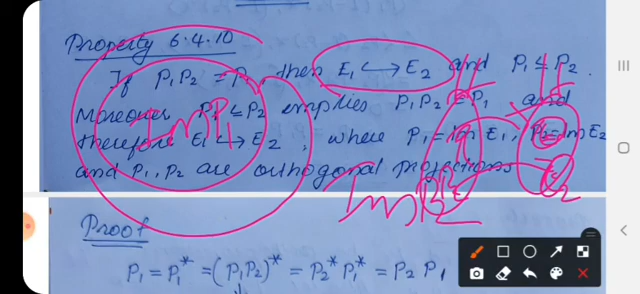 Property 6.4.10
If P₁P₂ = P₁, then E₁ ↔ E₂ and P₁ ≤ P₂.
Moreover P₁ ≤ P₂ implies P₁P₂ = P₁ and
therefore E₁ ↔ E₂, where P₁ = Im E₁, P₂ = Im E₂
and P₁, P₂ are orthogonal projections
Im P₁
Proof
P₁ = P₁* = (P₁P₂)* = P₂* P₁* = P₂ P₁